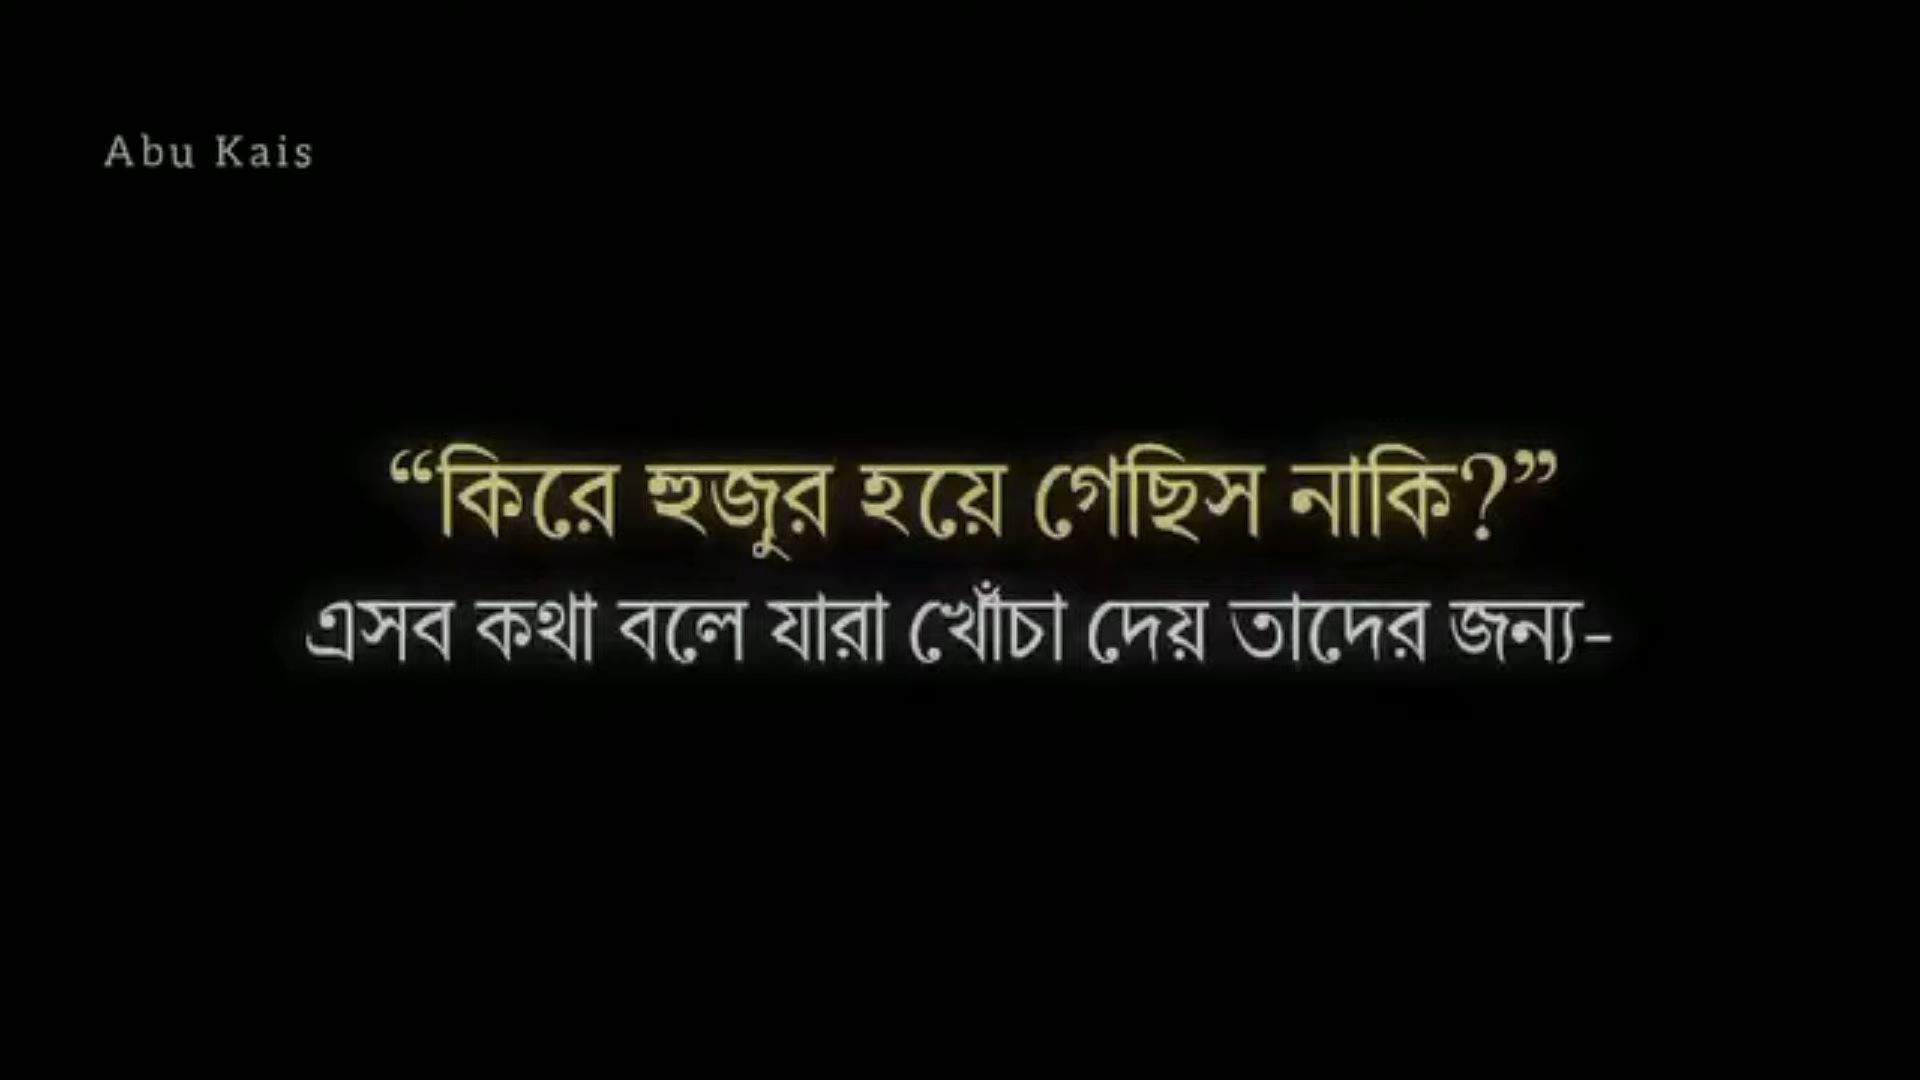 Abu Kais
“কিরে হুজুর হয়ে গেছিস নাকি?”
এসব কথা বলে যারা খোঁচা দেয় তাদের জন্য-